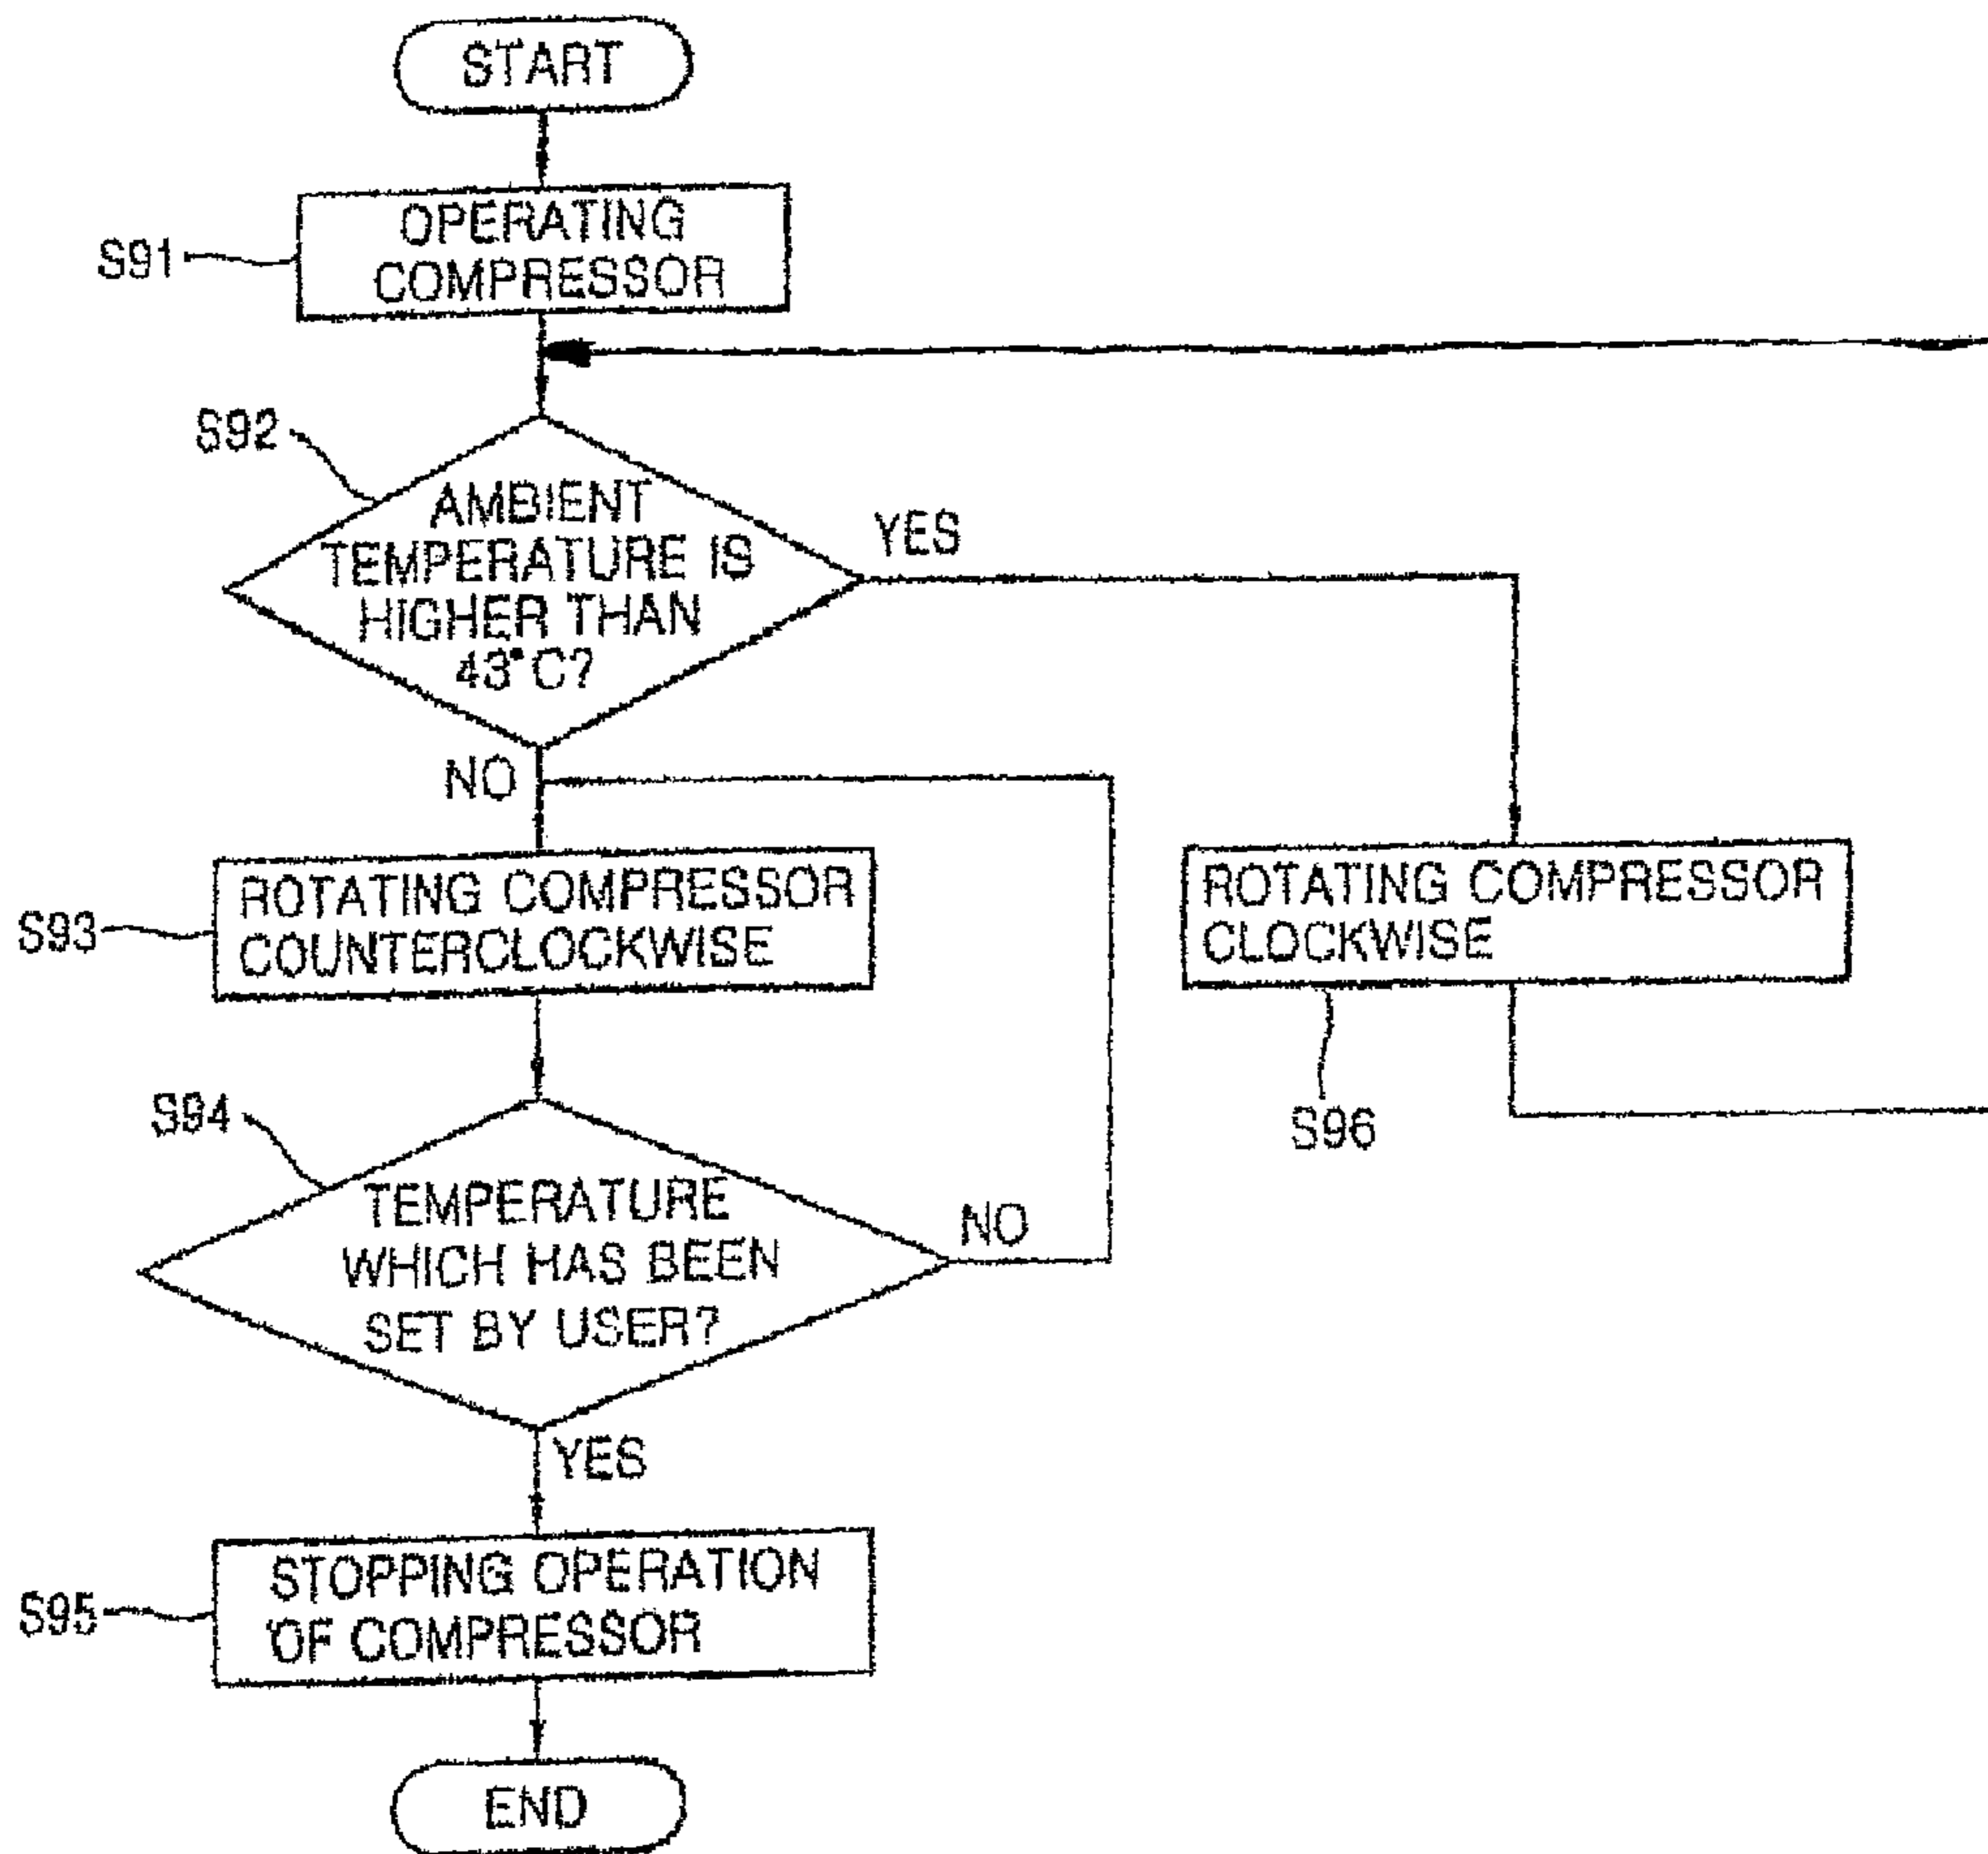 START
OPERATING
COMPRESSOR
S91
S92
AMBIENT
TEMPERATURE IS
HIGHER THAN
43°C?
YES
NO
S93
ROTATING COMPRESSOR
COUNTERCLOCKWISE
ROTATING COMPRESSOR
CLOCKWISE
S96
S94
TEMPERATURE
WHICH HAS BEEN
SET BY USER?
NO
YES
S95
STOPPING OPERATION
OF COMPRESSOR
END